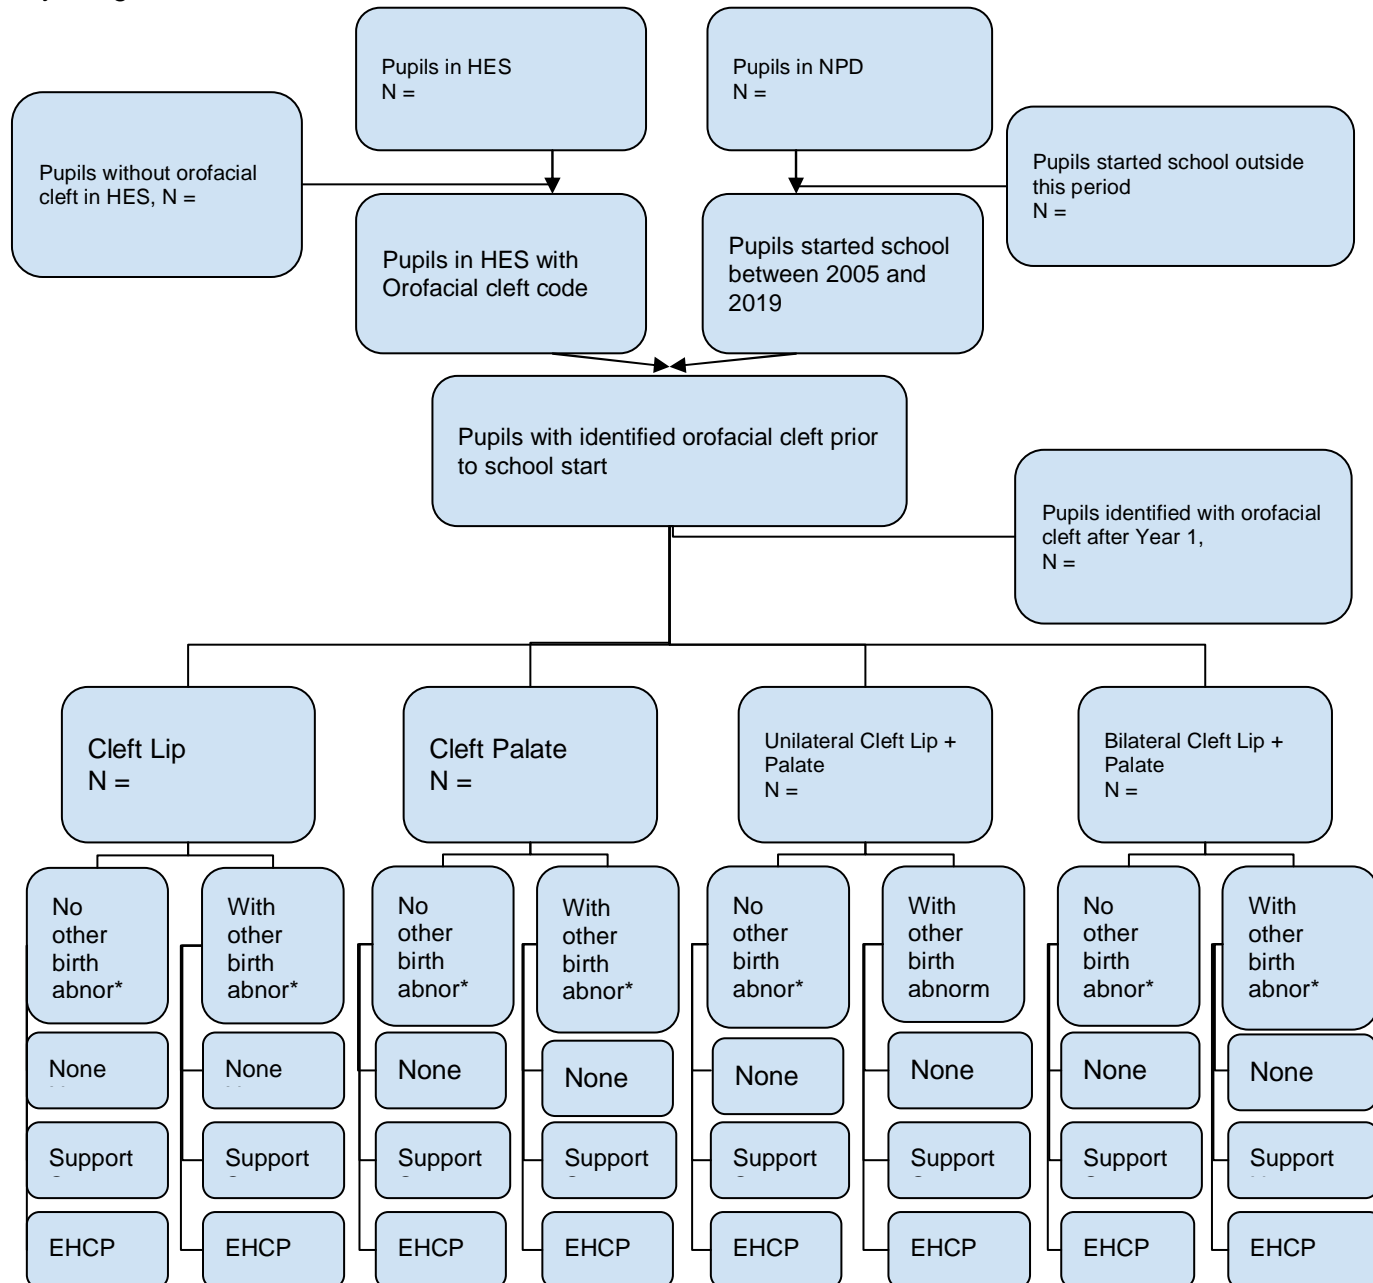 Pupils in HES
N =
Pupils in NPD
N =
Pupils without orofacial
cleft in HES, N =
Pupils started school outside
this period
N =
Pupils in HES with
Orofacial cleft code
Pupils started school
between 2005 and
2019
Pupils with identified orofacial cleft prior
to school start
Pupils identified with orofacial
cleft after Year 1,
N =
Cleft Lip
N =
Cleft Palate
N =
Unilateral Cleft Lip +
Palate
N =
Bilateral Cleft Lip +
Palate
N =
No
other
birth
abnor*
With
other
birth
abnor*
No
other
birth
abnor*
With
other
birth
abnor*
No
other
birth
abnor*
With
other
birth
abnorm
No
other
birth
abnor*
With
other
birth
abnor*
None
None
None
None
None
None
None
None
Support
Support
Support
Support
Support
Support
Support
Support
EHCP
EHCP
EHCP
EHCP
EHCP
EHCP
EHCP
EHCP